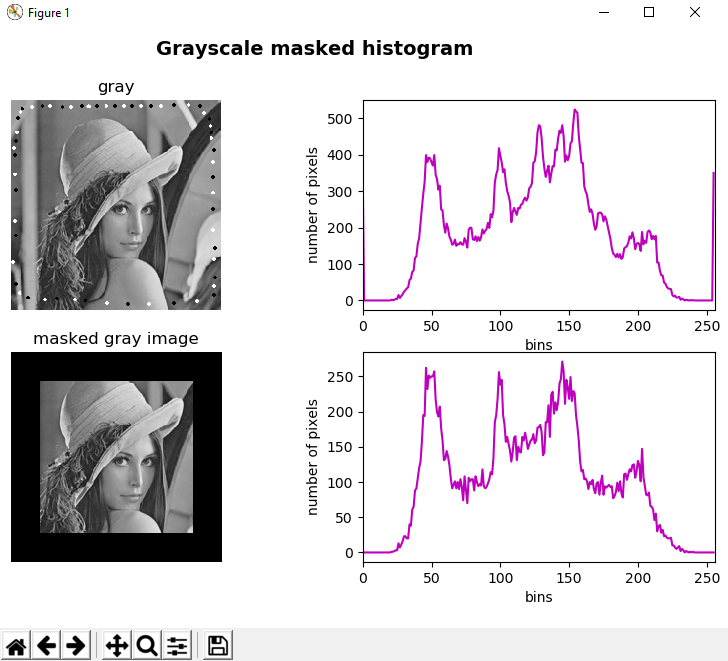 Figure 1
Grayscale masked histogram
gray
500
400
300
200
100
0
number of pixels
0 50 100 150 200 250
bins
masked gray image
250
200
150
100
50
0
number of pixels
0 50 100 150 200 250
bins